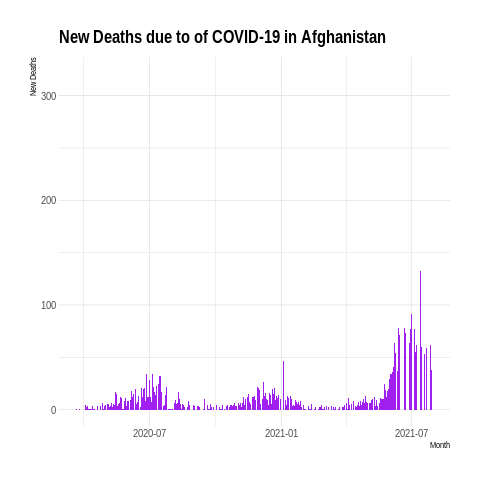 New Deaths due to of COVID-19 in Afghanistan
New Deaths
300
200
100
0
2020-07 2021-01 2021-07
Month